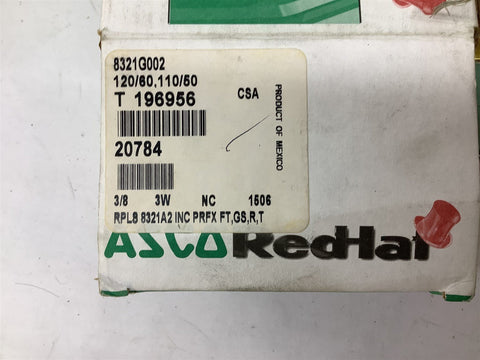 8321G002
120/60,110/50
T 196956 CSA
20784
3/8 3W NC 1506
RPLS 8321A2 INC PRFX FT,GS,R,T
PRODUCT OF MEXICO
ASCO RedHat